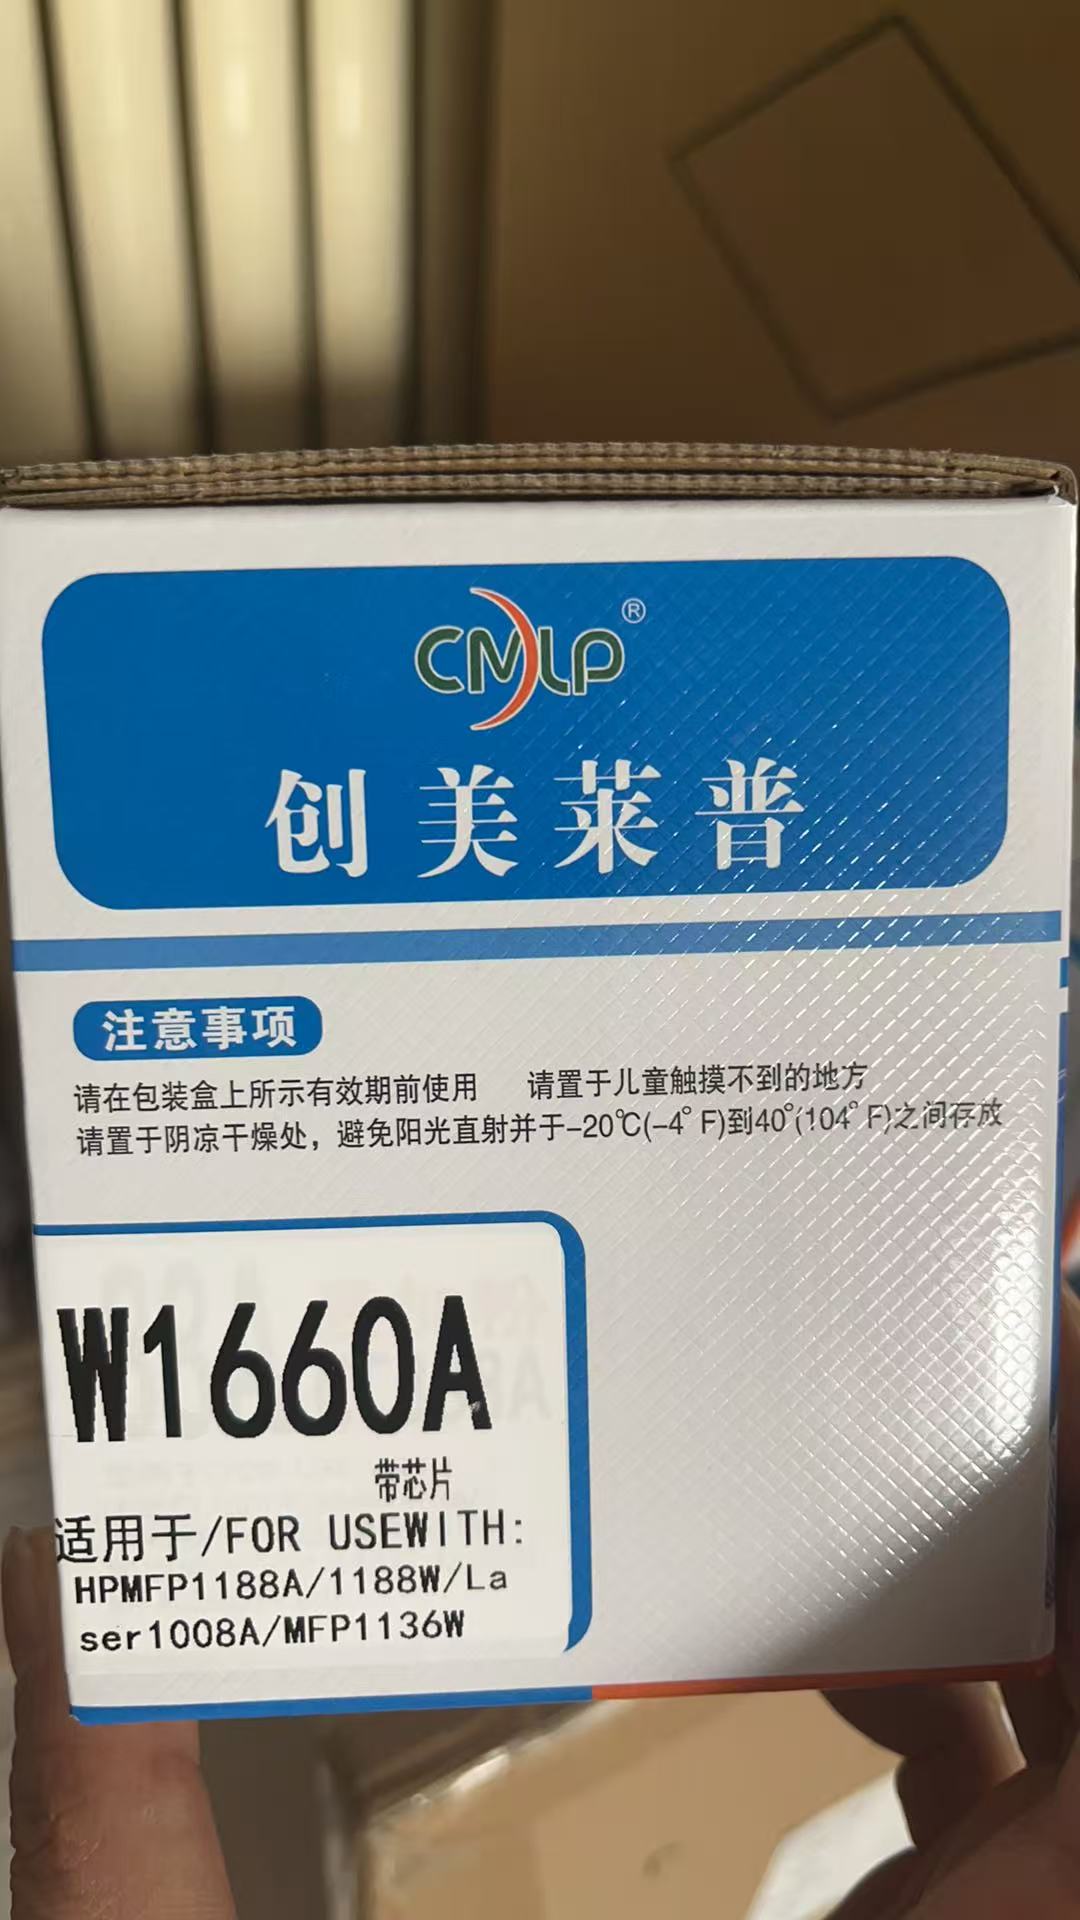 CMLP®
创美莱普
注意事项
请在包装盒上所示有效期前使用 请置于儿童触摸不到的地方
请置于阴凉干燥处，避免阳光直射并于-20℃(-4°F)到40°(104°F)之间存放
W1660A
带芯片
适用于/FOR USEWITH:
HPMFP1188A/1188W/La
ser1008A/MFP1136W